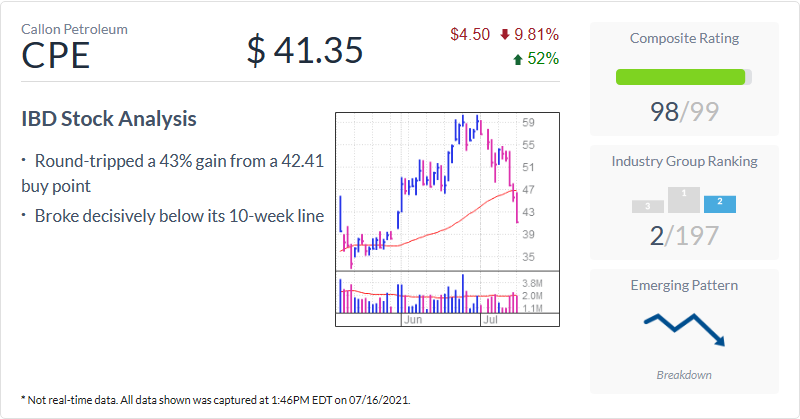 Callon Petroleum
CPE
$ 41.35
$4.50 9.81%
52%
IBD Stock Analysis
· Round-tripped a 43% gain from a 42.41
buy point
· Broke decisively below its 10-week line
59
55
51
47
43
39
35
3.8M
2.0M
1.1M
Jun Jul
Composite Rating
98/99
Industry Group Ranking
3 1 2
2/197
Emerging Pattern
Breakdown
* Not real-time data. All data shown was captured at 1:46PM EDT on 07/16/2021.